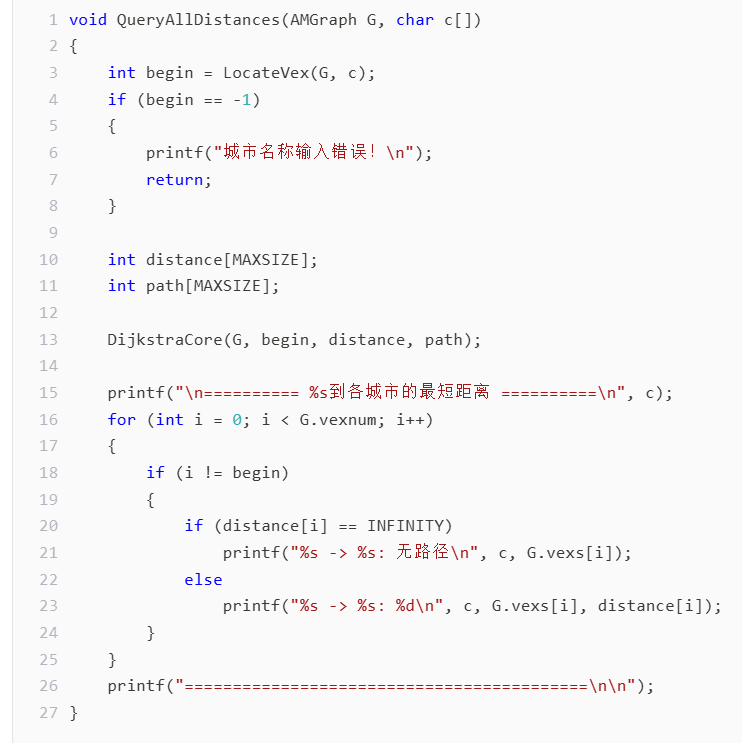 1 void QueryAllDistances(AMGraph G, char c[])
2 {
3     int begin = LocateVex(G, c);
4     if (begin == -1)
5     {
6         printf("城市名称输入错误！\n");
7         return;
8     }
9
10     int distance[MAXSIZE];
11     int path[MAXSIZE];
12
13     DijkstraCore(G, begin, distance, path);
14
15     printf("\n========== %s到各城市的最短距离 ==========\n", c);
16     for (int i = 0; i < G.vexnum; i++)
17     {
18         if (i != begin)
19         {
20             if (distance[i] == INFINITY)
21                 printf("%s -> %s: 无路径\n", c, G.vexs[i]);
22             else
23                 printf("%s -> %s: %d\n", c, G.vexs[i], distance[i]);
24         }
25     }
26     printf("==========================================\n\n");
27 }